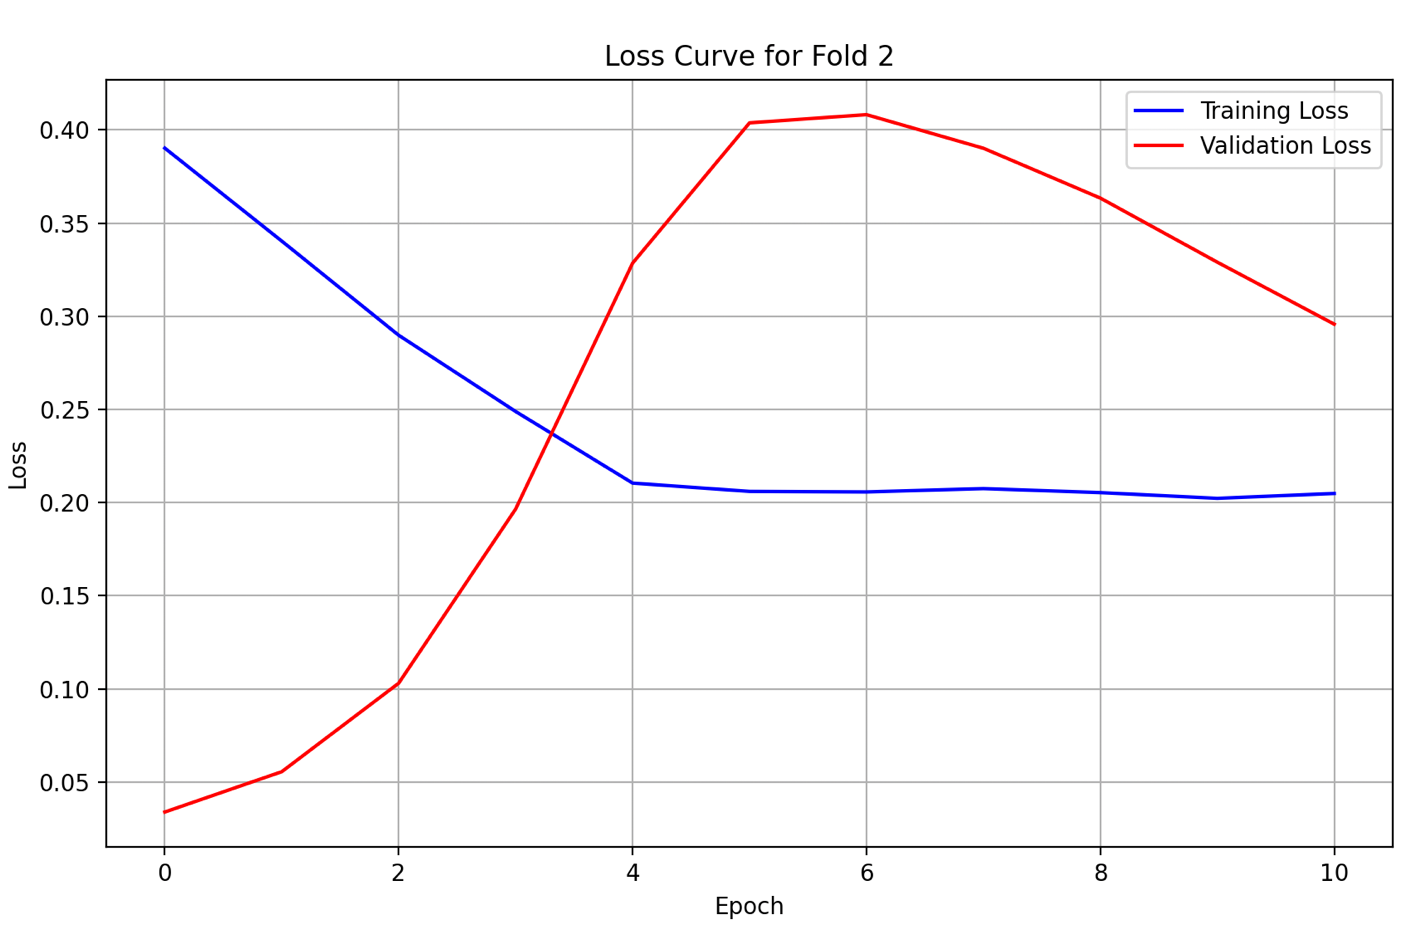 Loss Curve for Fold 2
Training Loss
Validation Loss
0.40
0.35
0.30
0.25
0.20
0.15
0.10
0.05
Loss
0 2 4 6 8 10
Epoch